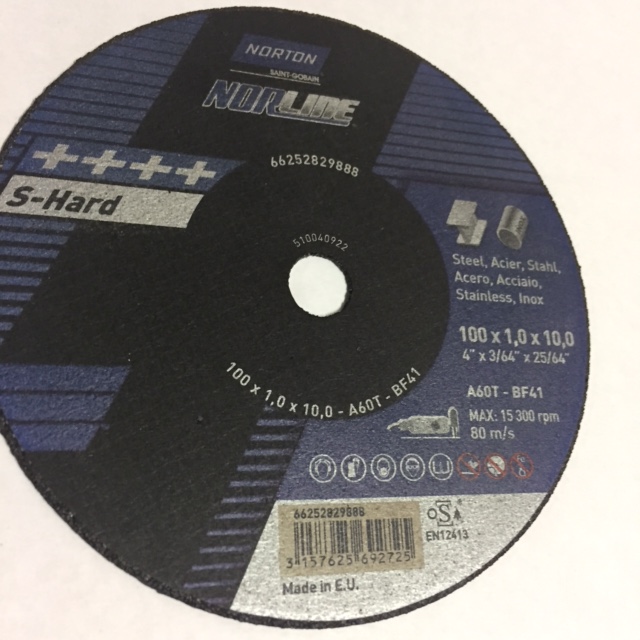 NORTON
SAINT-GOBAIN
NORLINE
66252829888
S-Hard
510040922
Steel, Acier, Stahl,
Acero, Acciaio,
Stainless, Inox
100 x 1,0 x 10,0
4" x 3/64" x 25/64"
100 x 1,0 x 10,0 - A60T - BF41
A60T - BF41
MAX: 15 300 rpm
80 m/s
66252829888
3 157625 692725
EN12413
Made in E.U.